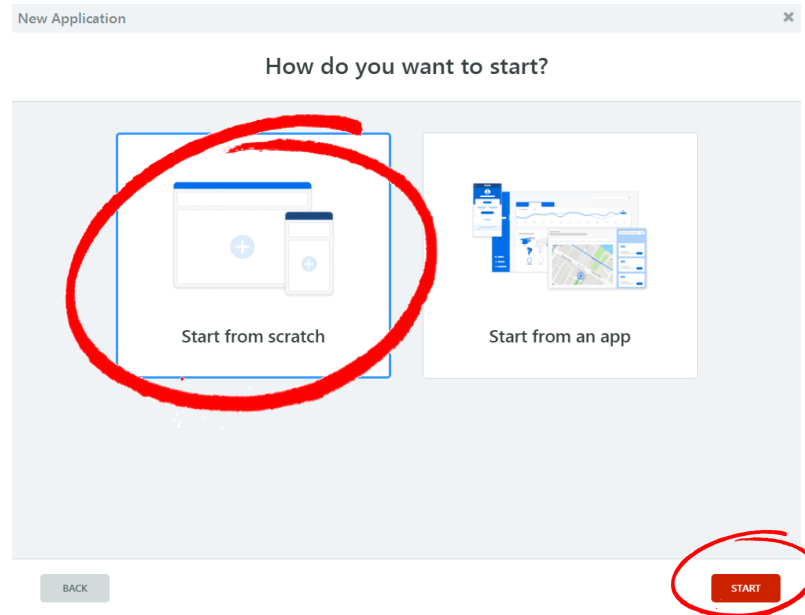 New Application
How do you want to start?
Start from scratch
Start from an app
BACK
START